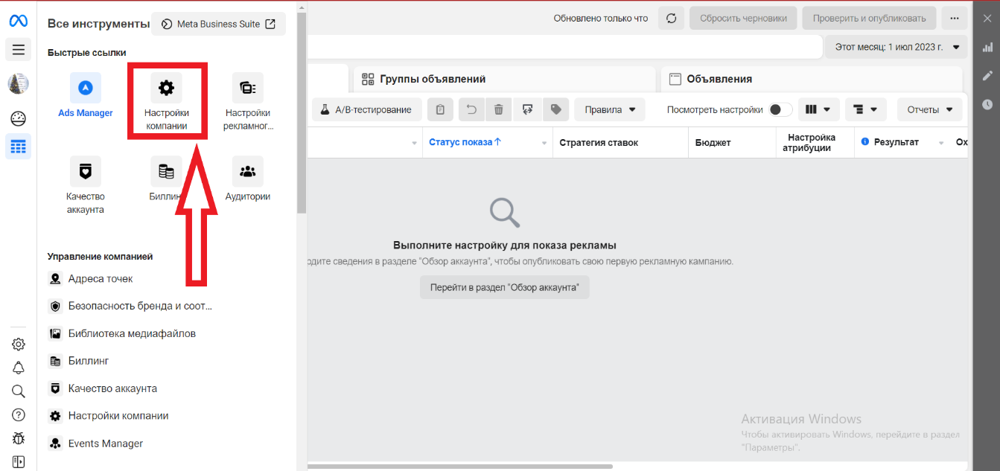 Все инструменты
Meta Business Suite
Обновлено только что
Сбросить черновики
Проверить и опубликовать
Быстрые ссылки
Этот месяц: 1 июл 2023 г.
Ads Manager
Настройки
компании
Настройки
рекламног...
Группы объявлений
Объявления
A/B-тестирование
Правила
Посмотреть настройки
Отчеты
Статус показа↑
Стратегия ставок
Бюджет
Настройка
атрибуции
Результат
Ох
Качество
аккаунта
Биллин
Аудитории
Выполните настройку для показа рекламы
сведения в разделе "Обзор аккаунта", чтобы опубликовать свою первую рекламную кампанию.
Перейти в раздел "Обзор аккаунта"
Управление компанией
Адреса точек
Безопасность бренда и соот...
Библиотека медиафайлов
Биллинг
Качество аккаунта
Настройки компании
Events Manager
Активация Windows
Чтобы активировать Windows, перейдите в раздел
"Параметры".